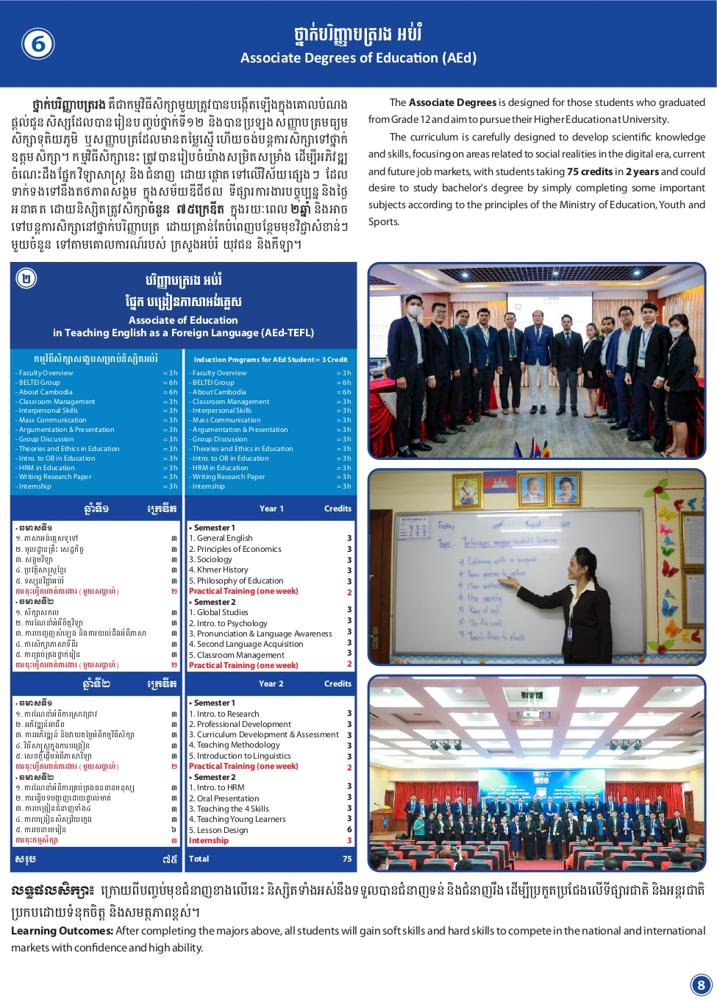 6
ថ្នាក់បរិញ្ញាបត្ររង អប់រំ
Associate Degrees of Education (AEd)
ថ្នាក់បរិញ្ញាបត្ររង គឺជាកម្មវិធីសិក្សាមួយត្រូវបានបង្កើតឡើងក្នុងគោលបំណង
ផ្តល់ជូនសិស្សដែលបានរៀនបញ្ចប់ថ្នាក់ទី១២ និងបានប្រឡងសញ្ញាបត្រមធ្យម
សិក្សាទុតិយភូមិ ឬសញ្ញាបត្រដែលមានតម្លៃស្មើ ហើយចង់បន្តការសិក្សាទៅថ្នាក់
ឧត្តមសិក្សា។ កម្មវិធីសិក្សានេះ ត្រូវបានរៀបចំយ៉ាងសម្រិតសម្រាំង ដើម្បីអភិវឌ្ឍ
ចំណេះដឹងផ្នែកវិទ្យាសាស្ត្រ និងជំនាញ ដោយផ្តោតទៅលើវិស័យផ្សេងៗ ដែល
ទាក់ទងទៅនឹងតថភាពសង្គម ក្នុងសម័យឌីជីថល ទីផ្សារការងារបច្ចុប្បន្ន និងថ្ងៃ
អនាគត ដោយនិស្សិតត្រូវសិក្សាចំនួន ៧៥ក្រេឌីត ក្នុងរយៈពេល ២ឆ្នាំ និងអាច
ទៅបន្តការសិក្សានៅថ្នាក់បរិញ្ញាបត្រ ដោយគ្រាន់តែបំពេញបន្ថែមមុខវិជ្ជាសំខាន់ៗ
មួយចំនួន ទៅតាមគោលការណ៍របស់ ក្រសួងអប់រំ យុវជន និងកីឡា។
The Associate Degrees is designed for those students who graduated
from Grade 12 and aim to pursue their Higher Education at University.
The curriculum is carefully designed to develop scientific knowledge
and skills, focusing on areas related to social realities in the digital era, current
and future job markets, with students taking 75 credits in 2 years and could
desire to study bachelor's degree by simply completing some important
subjects according to the principles of the Ministry of Education, Youth and
Sports.
២
បរិញ្ញាបត្ររង អប់រំ
ផ្នែក បង្រៀនភាសាអង់គ្លេស
Associate of Education
in Teaching English as a Foreign Language (AEd-TEFL)
កម្មវិធីសិក្សាសង្ខេបសម្រាប់និស្សិតអប់រំ
- Faculty Overview = 3h
- BELTEI Group = 6h
- About Cambodia = 6h
- Classroom Management = 3h
- Interpersonal Skills = 3h
- Mass Communication = 3h
- Argumentation & Presentation = 3h
- Group Discussion = 3h
- Theories and Ethics in Education = 3h
- Intro. to OB in Education = 3h
- HRM in Education = 3h
- Writing Research Paper = 3h
- Internship = 3h
Induction Programs for AEd Student = 3 Credit
- Faculty Overview = 3h
- BELTEI Group = 6h
- About Cambodia = 6h
- Classroom Management = 3h
- Interpersonal Skills = 3h
- Mass Communication = 3h
- Argumentation & Presentation = 3h
- Group Discussion = 3h
- Theories and Ethics in Education = 3h
- Intro. to OB in Education = 3h
- HRM in Education = 3h
- Writing Research Paper = 3h
- Internship = 3h
ឆ្នាំទី១ ក្រេឌីត
• ឆមាសទី១
១. ភាសាអង់គ្លេសទូទៅ ៣
២. មូលដ្ឋានគ្រឹះ សេដ្ឋកិច្ច ៣
៣. សង្គមវិទ្យា ៣
៤. ប្រវត្តិសាស្ត្រខ្មែរ ៣
៥. ទស្សនវិជ្ជាអប់រំ ៣
ការចុះហ្វឹកហាត់ការងារ (មួយសប្តាហ៍) ២
• ឆមាសទី២
១. សិក្សាសកល ៣
២. ការណែនាំអំពីចិត្តវិទ្យា ៣
៣. ការបញ្ចេញសំឡេង និងការយល់ដឹងអំពីភាសា ៣
៤. ការសិក្សាភាសាទីពីរ ៣
៥. ការគ្រប់គ្រងថ្នាក់រៀន ៣
ការចុះហ្វឹកហាត់ការងារ (មួយសប្តាហ៍) ២
Year 1 Credits
• Semester 1
1. General English 3
2. Principles of Economics 3
3. Sociology 3
4. Khmer History 3
5. Philosophy of Education 3
Practical Training (one week) 2
• Semester 2
1. Global Studies 3
2. Intro. to Psychology 3
3. Pronunciation & Language Awareness 3
4. Second Language Acquisition 3
5. Classroom Management 3
Practical Training (one week) 2
ឆ្នាំទី២ ក្រេឌីត
• ឆមាសទី១
១. ការណែនាំអំពីការស្រាវជ្រាវ ៣
២. អភិវឌ្ឍន៍អាជីព ៣
៣. ការអភិវឌ្ឍន៍ និងវាយតម្លៃអំពីកម្មវិធីសិក្សា ៣
៤. វិធីសាស្ត្រក្នុងការបង្រៀន ៣
៥. សេចក្តីផ្តើមអំពីភាសាវិទ្យា ៣
ការចុះហ្វឹកហាត់ការងារ (មួយសប្តាហ៍) ២
• ឆមាសទី២
១. ការណែនាំអំពីការគ្រប់គ្រងធនធានមនុស្ស ៣
២. ការធ្វើបទបង្ហាញដោយផ្ទាល់មាត់ ៣
៣. ការបង្រៀនជំនាញទាំង៤ ៣
៤. ការបង្រៀនសិស្សវ័យក្មេង ៣
៥. ការរចនាមេរៀន ៦
ការចុះកម្មសិក្សា ៣
សរុប ៧៥
Year 2 Credits
• Semester 1
1. Intro. to Research 3
2. Professional Development 3
3. Curriculum Development & Assessment 3
4. Teaching Methodology 3
5. Introduction to Linguistics 3
Practical Training (one week) 2
• Semester 2
1. Intro. to HRM 3
2. Oral Presentation 3
3. Teaching the 4 Skills 3
4. Teaching Young Learners 3
5. Lesson Design 6
Internship 3
Total 75
លទ្ធផលសិក្សា៖ ក្រោយពីបញ្ចប់មុខជំនាញខាងលើនេះ និស្សិតទាំងអស់នឹងទទួលបានជំនាញទន់ និងជំនាញរឹង ដើម្បីប្រកួតប្រជែងលើទីផ្សារជាតិ និងអន្តរជាតិ
ប្រកបដោយទំនុកចិត្ត និងសមត្ថភាពខ្ពស់។
Learning Outcomes: After completing the majors above, all students will gain soft skills and hard skills to compete in the national and international
markets with confidence and high ability.
8